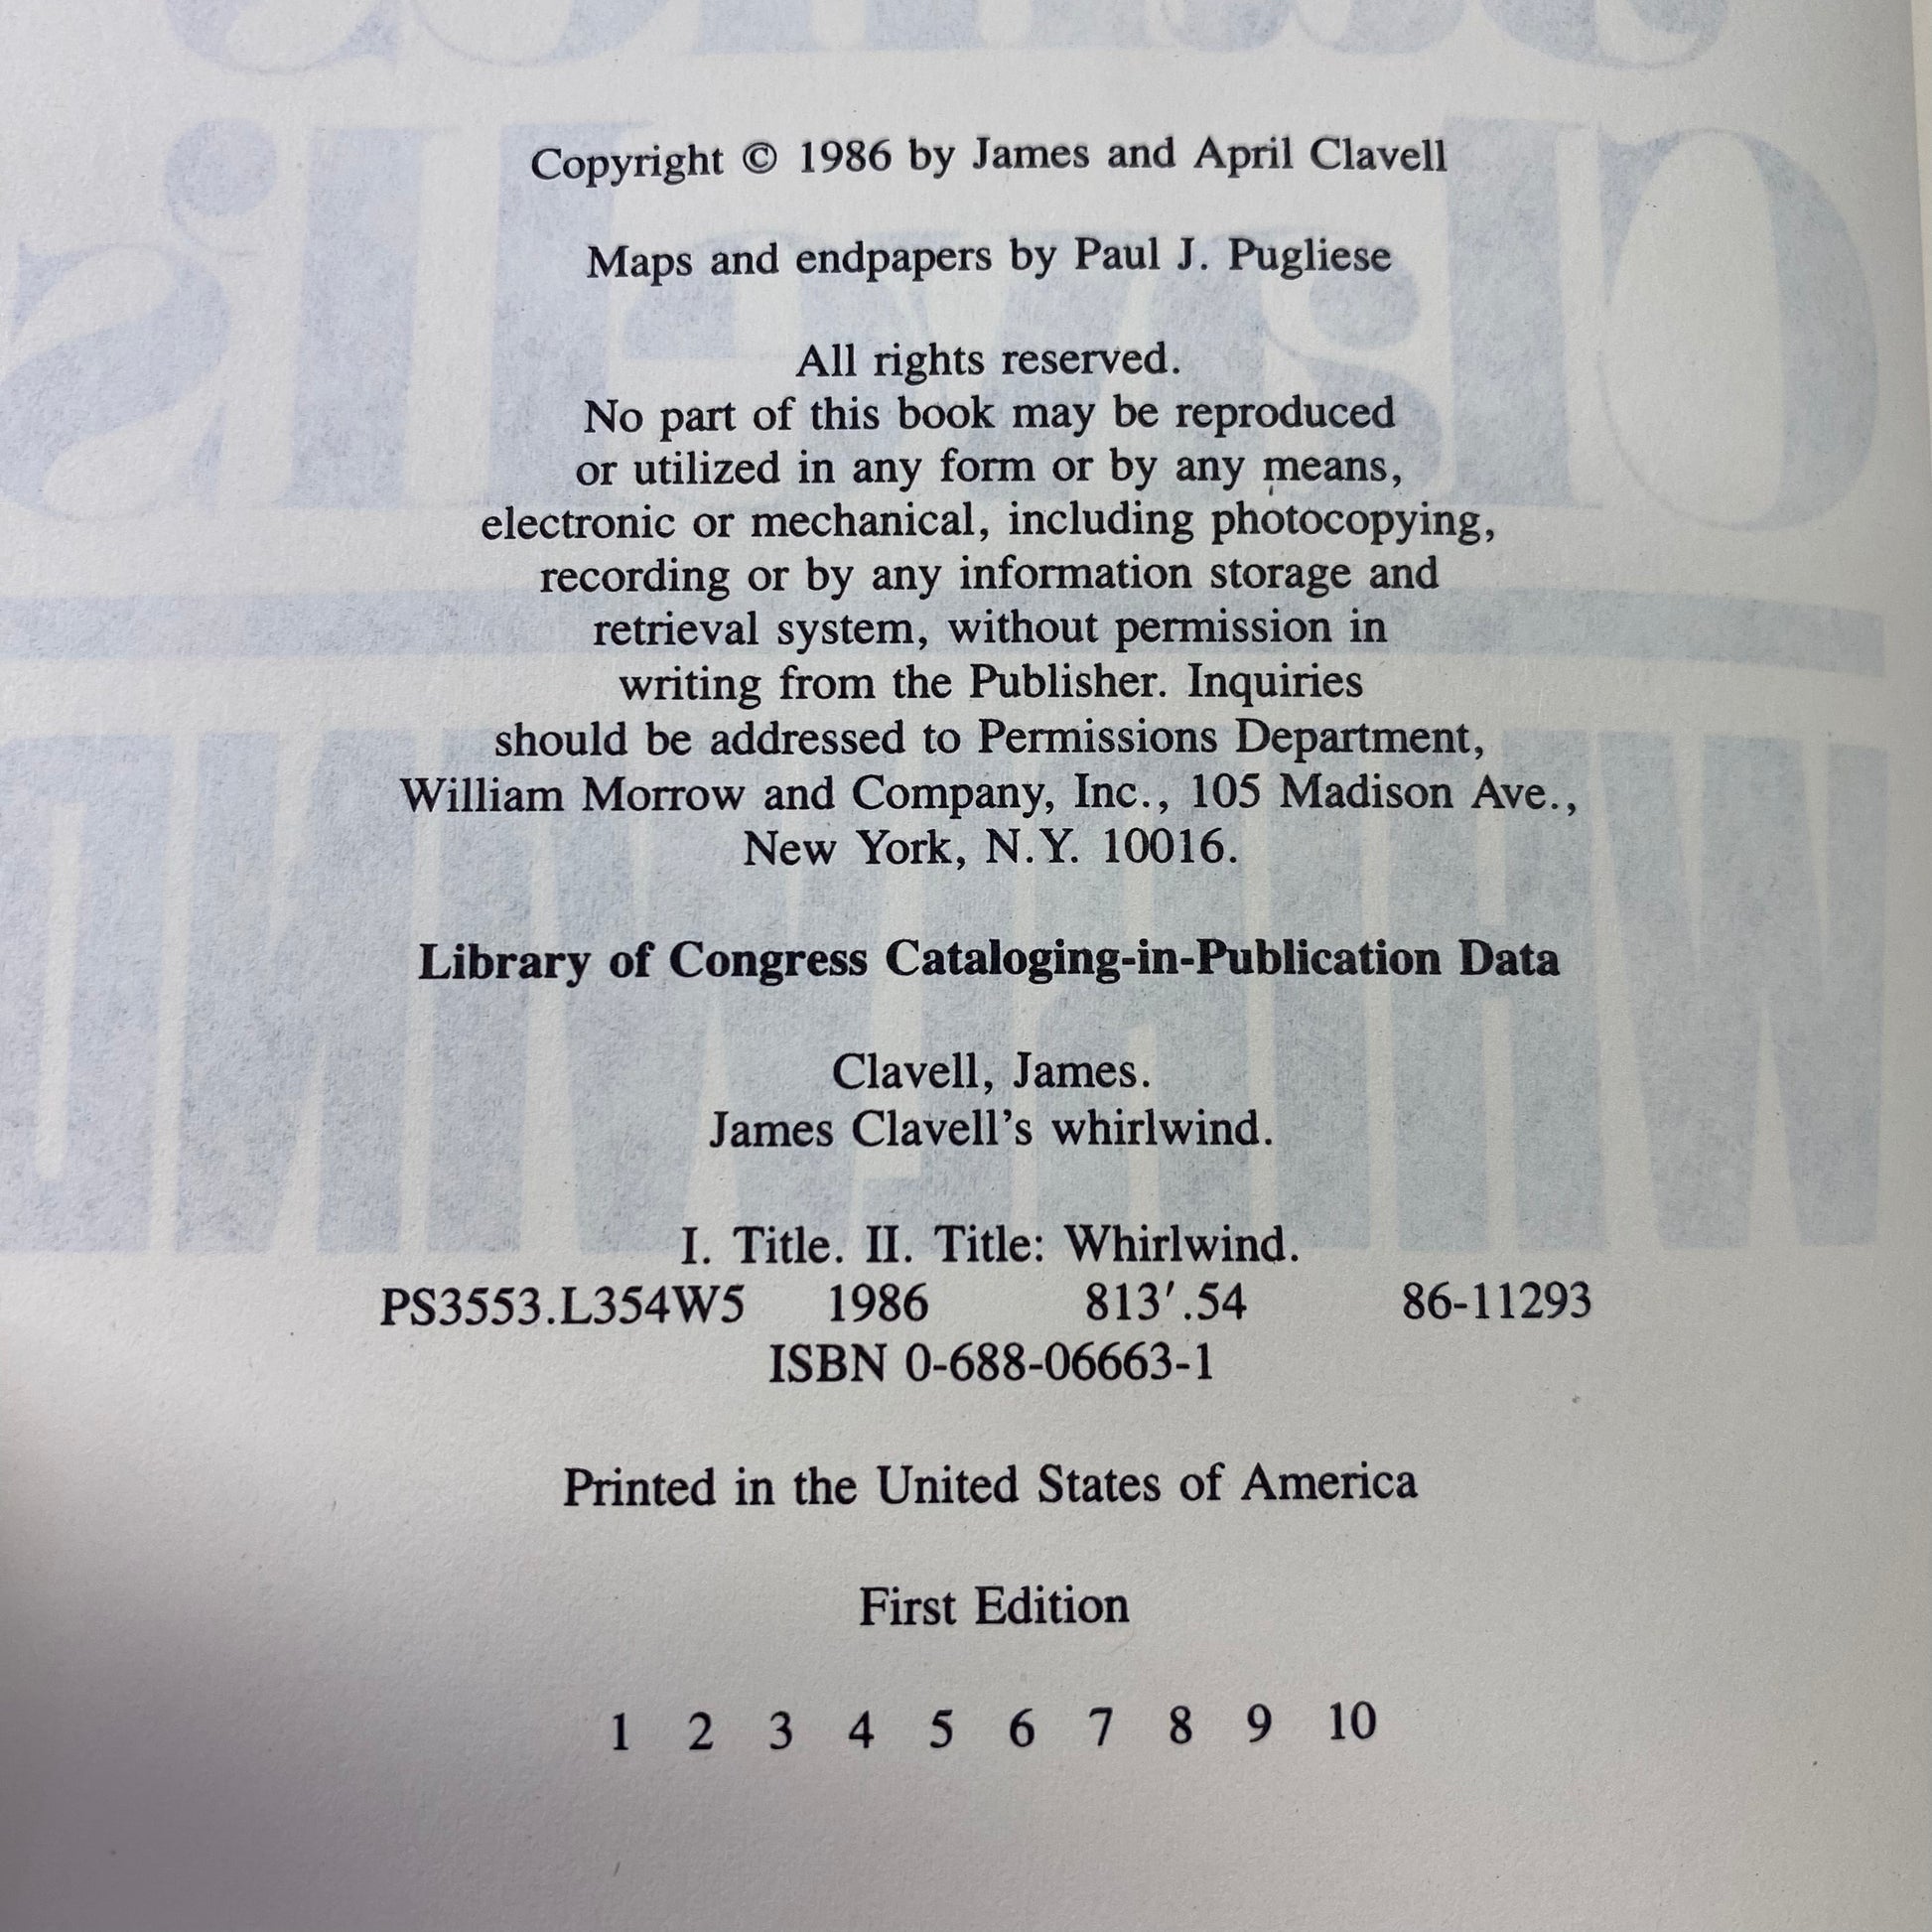 Copyright © 1986 by James and April Clavell
Maps and endpapers by Paul J. Pugliese
All rights reserved.
No part of this book may be reproduced
or utilized in any form or by any means,
electronic or mechanical, including photocopying,
recording or by any information storage and
retrieval system, without permission in
writing from the Publisher. Inquiries
should be addressed to Permissions Department,
William Morrow and Company, Inc., 105 Madison Ave.,
New York, N.Y. 10016.
Library of Congress Cataloging-in-Publication Data
Clavell, James.
James Clavell's whirlwind.
I. Title. II. Title: Whirlwind.
PS3553.L354W5 1986 813′.54 86-11293
ISBN 0-688-06663-1
Printed in the United States of America
First Edition
1 2 3 4 5 6 7 8 9 10